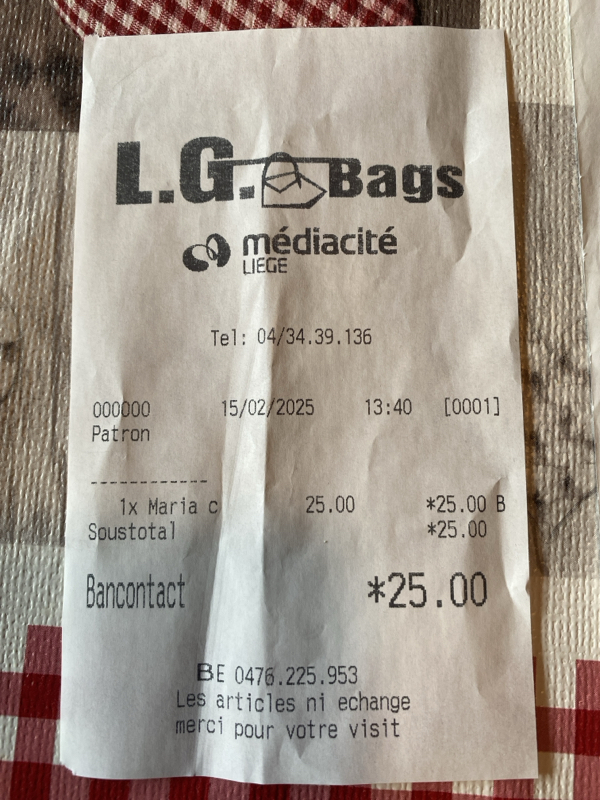 L.G. Bags
médiacité
LIEGE
Tel: 04/34.39.136
000000 15/02/2025 13:40 [0001]
Patron
------------
1x Maria c 25.00 *25.00 B
Soustotal *25.00
Bancontact *25.00
BE 0476.225.953
Les articles ni echange
merci pour votre visit